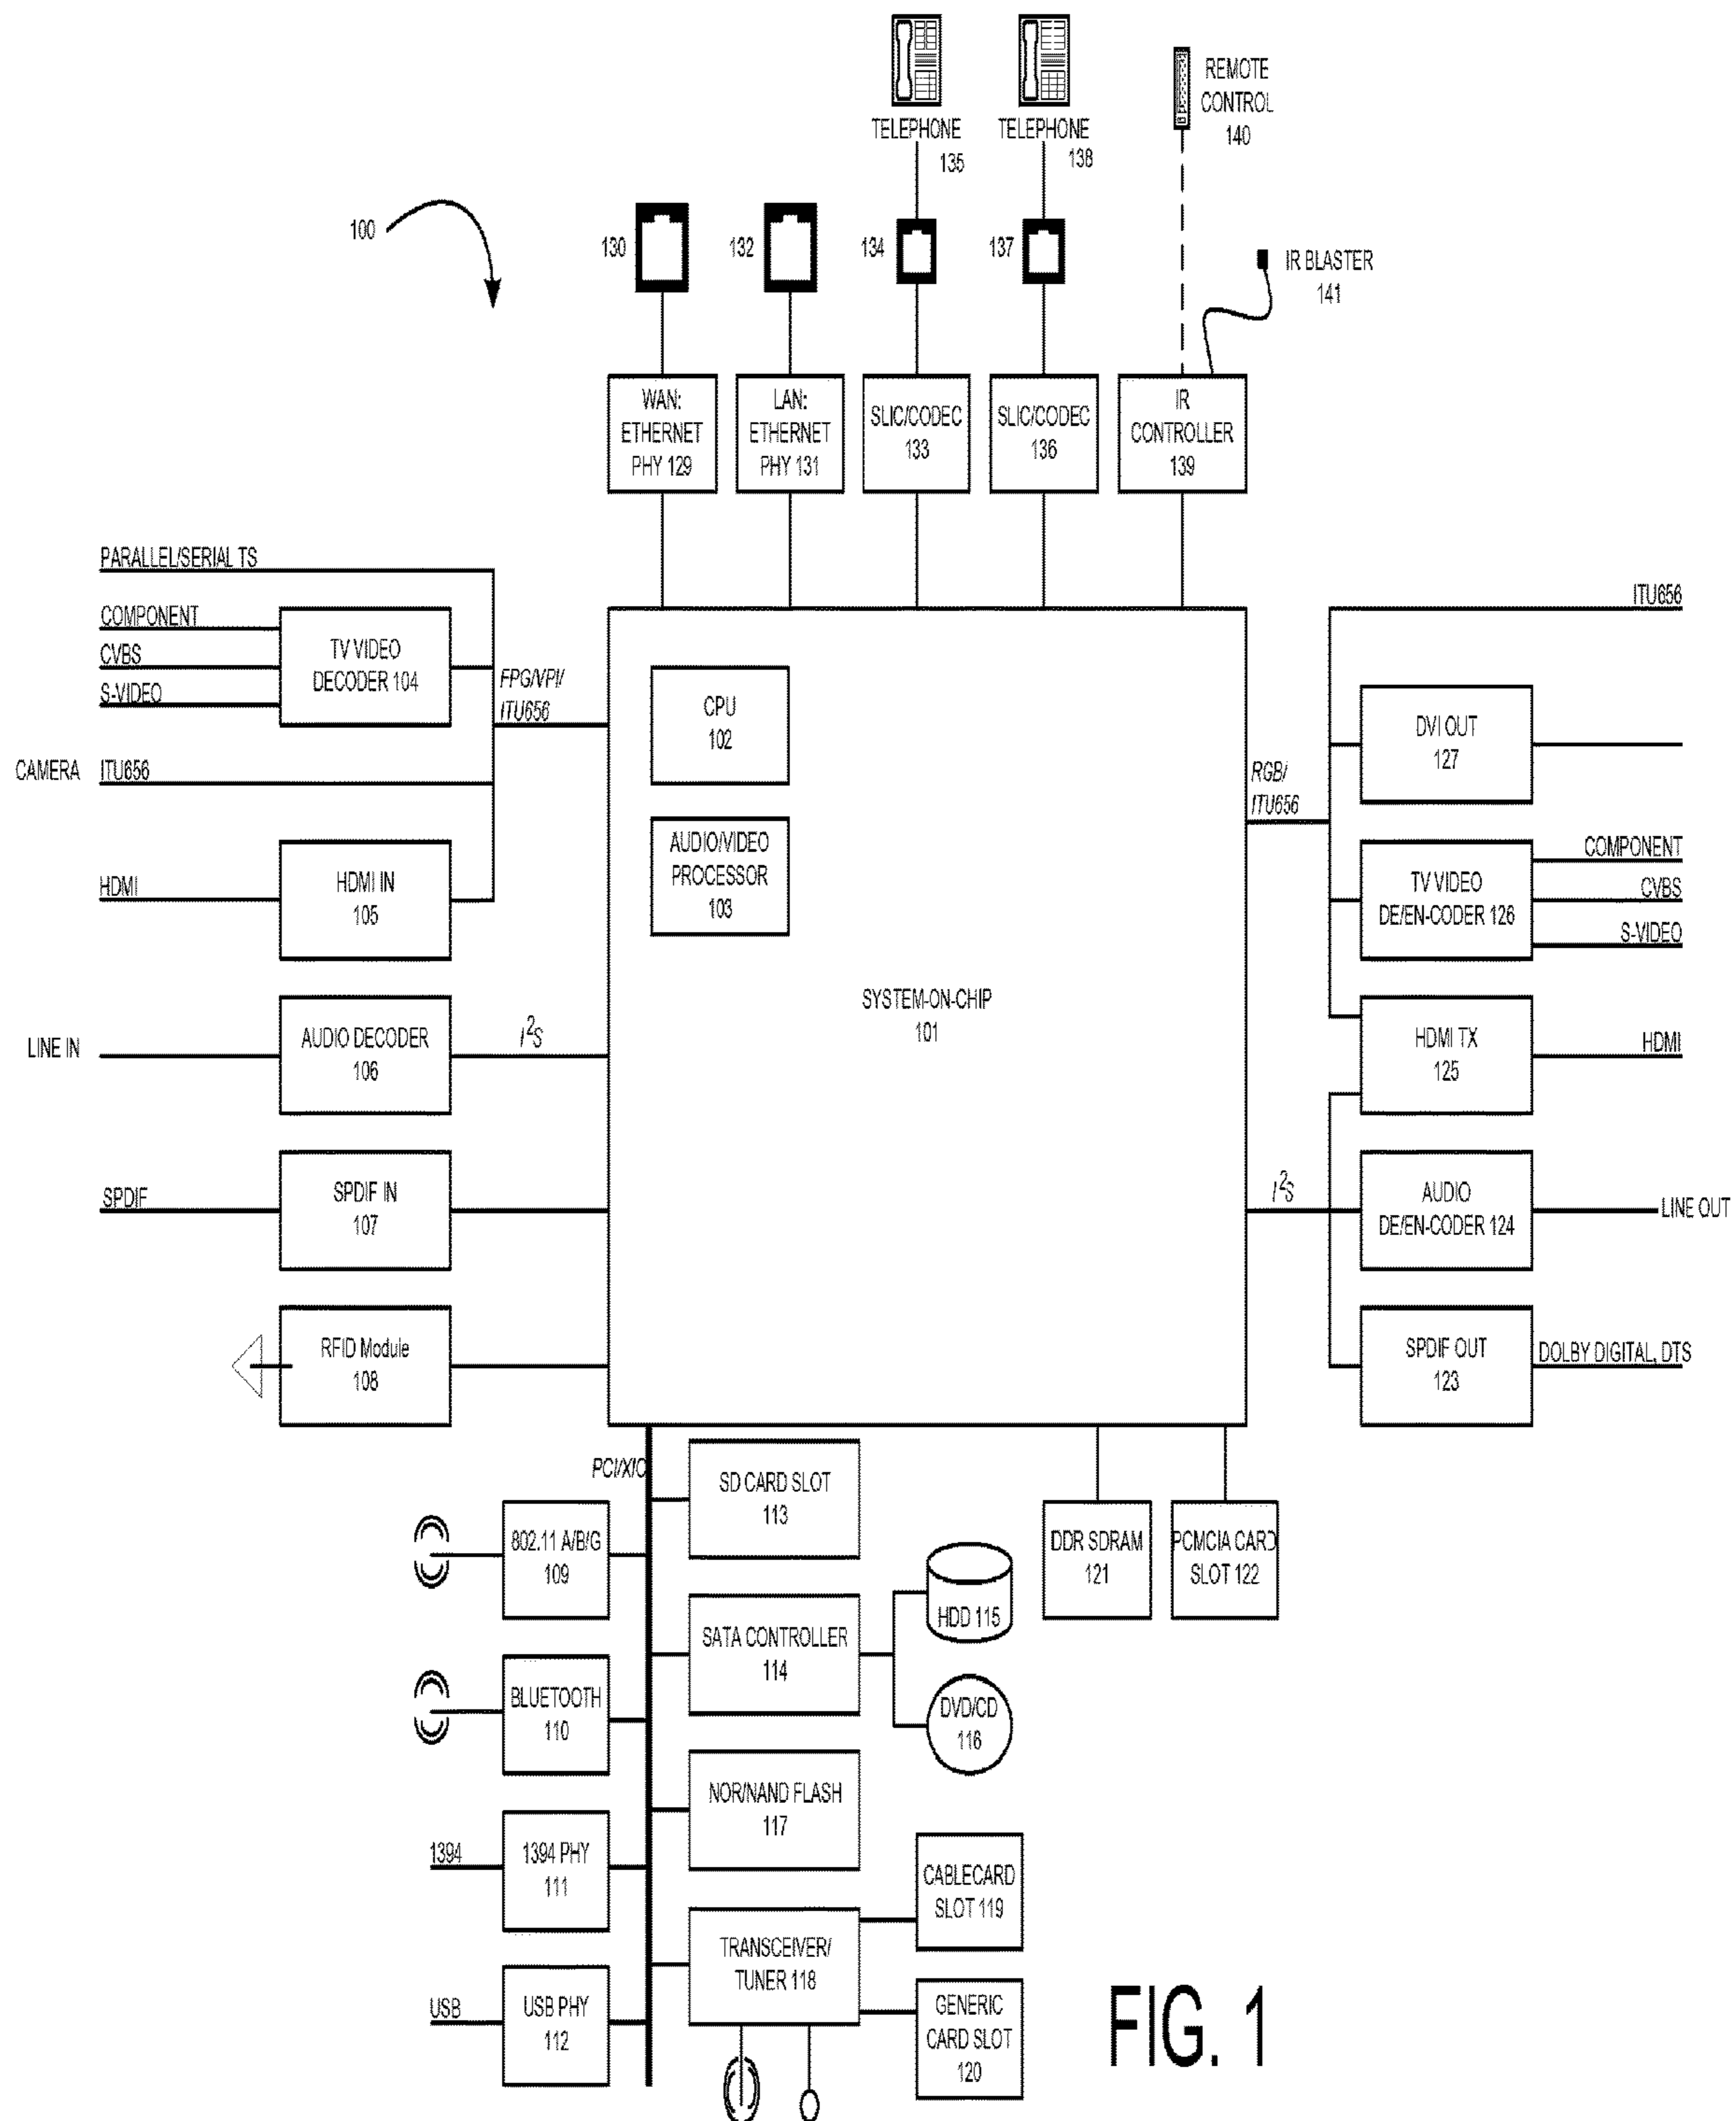 TELEPHONE
135
TELEPHONE
138
REMOTE
CONTROL
140
100
130
132
134
137
IR BLASTER
141
WAN:
ETHERNET
PHY 129
LAN:
ETHERNET
PHY 131
SLIC/CODEC
133
SLIC/CODEC
136
IR
CONTROLLER
139
PARALLEL/SERIAL TS
COMPONENT
CVBS
S-VIDEO
TV VIDEO
DECODER 104
FPG/VPI/
ITU656
CAMERA
ITU656
HDMI
HDMI IN
105
LINE IN
AUDIO DECODER
106
I2S
SPDIF
SPDIF IN
107
RFID Module
108
CPU
102
AUDIO/VIDEO
PROCESSOR
103
SYSTEM-ON-CHIP
101
RGB/
ITU656
ITU656
DVI OUT
127
TV VIDEO
DE/EN-CODER 126
COMPONENT
CVBS
S-VIDEO
HDMI TX
125
HDMI
I2S
AUDIO
DE/EN-CODER 124
LINE OUT
SPDIF OUT
123
DOLBY DIGITAL, DTS
PCI/XIO
802.11 A/B/G
109
BLUETOOTH
110
1394
1394 PHY
111
USB
USB PHY
112
SD CARD SLOT
113
SATA CONTROLLER
114
HDD 115
DVD/CD
116
NOR/NAND FLASH
117
TRANSCEIVER/
TUNER 118
CABLECARD
SLOT 119
GENERIC
CARD SLOT
120
DDR SDRAM
121
PCMCIA CARD
SLOT 122
FIG. 1